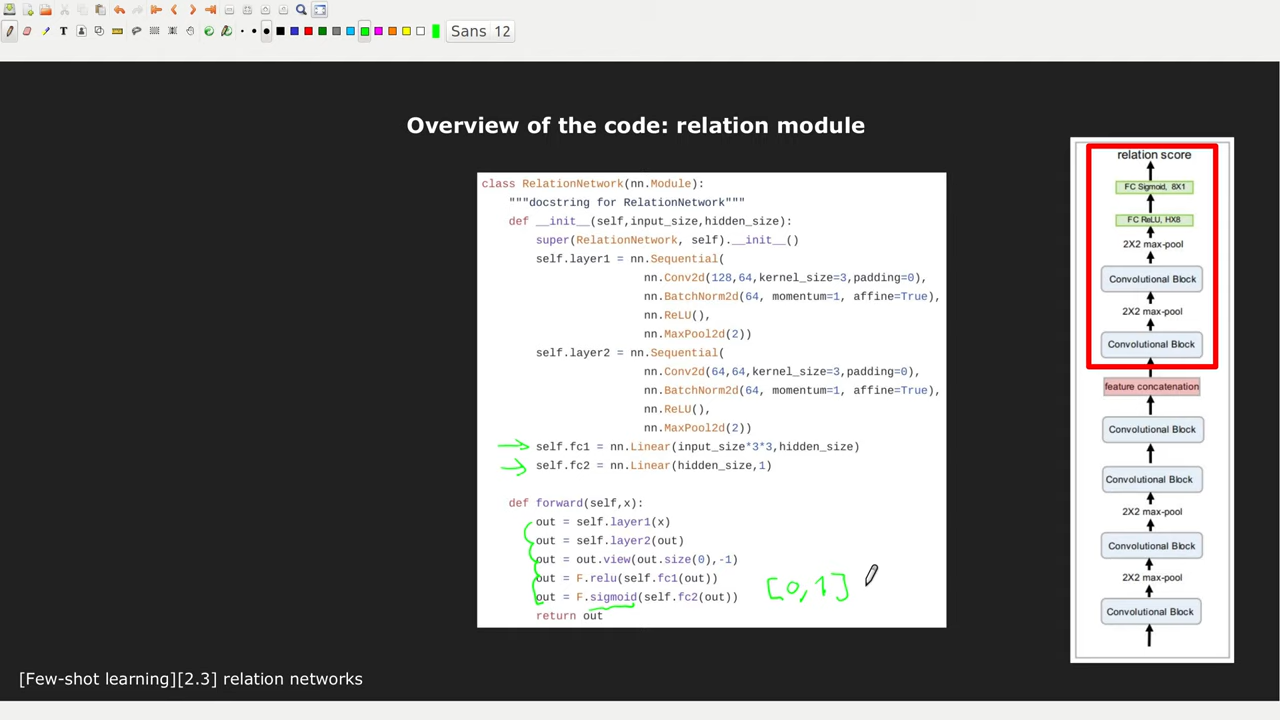 Sans 12
Overview of the code: relation module
class RelationNetwork(nn.Module):
"""docstring for RelationNetwork"""
def __init__(self,input_size,hidden_size):
super(RelationNetwork, self).__init__()
self.layer1 = nn.Sequential(
nn.Conv2d(128,64,kernel_size=3,padding=0),
nn.BatchNorm2d(64, momentum=1, affine=True),
nn.ReLU(),
nn.MaxPool2d(2))
self.layer2 = nn.Sequential(
nn.Conv2d(64,64,kernel_size=3,padding=0),
nn.BatchNorm2d(64, momentum=1, affine=True),
nn.ReLU(),
nn.MaxPool2d(2))
self.fc1 = nn.Linear(input_size*3*3,hidden_size)
self.fc2 = nn.Linear(hidden_size,1)
def forward(self,x):
out = self.layer1(x)
out = self.layer2(out)
out = out.view(out.size(0),-1)
out = F.relu(self.fc1(out))
out = F.sigmoid(self.fc2(out))
return out
[0,1]
relation score
FC Sigmoid, 8X1
FC ReLU, HX8
2X2 max-pool
Convolutional Block
2X2 max-pool
Convolutional Block
feature concatenation
Convolutional Block
Convolutional Block
2X2 max-pool
Convolutional Block
2X2 max-pool
Convolutional Block
[Few-shot learning][2.3] relation networks